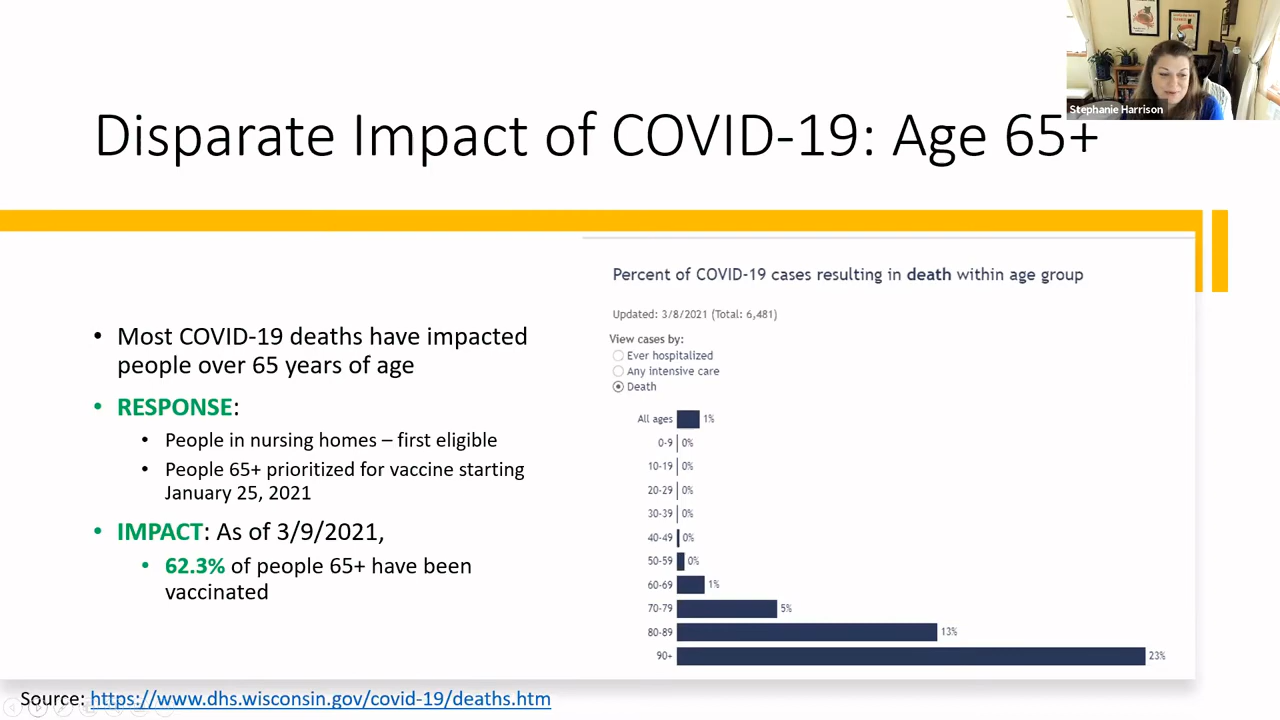 Stephanie Harrison
Disparate Impact of COVID-19: Age 65+
• Most COVID-19 deaths have impacted
people over 65 years of age
• RESPONSE:
• People in nursing homes – first eligible
• People 65+ prioritized for vaccine starting
January 25, 2021
• IMPACT: As of 3/9/2021,
• 62.3% of people 65+ have been
vaccinated
Percent of COVID-19 cases resulting in death within age group
Updated: 3/8/2021 (Total: 6,481)
View cases by:
Ever hospitalized
Any intensive care
Death
All ages 1%
0-9 0%
10-19 0%
20-29 0%
30-39 0%
40-49 0%
50-59 0%
60-69 1%
70-79 5%
80-89 13%
90+ 23%
Source: https://www.dhs.wisconsin.gov/covid-19/deaths.htm